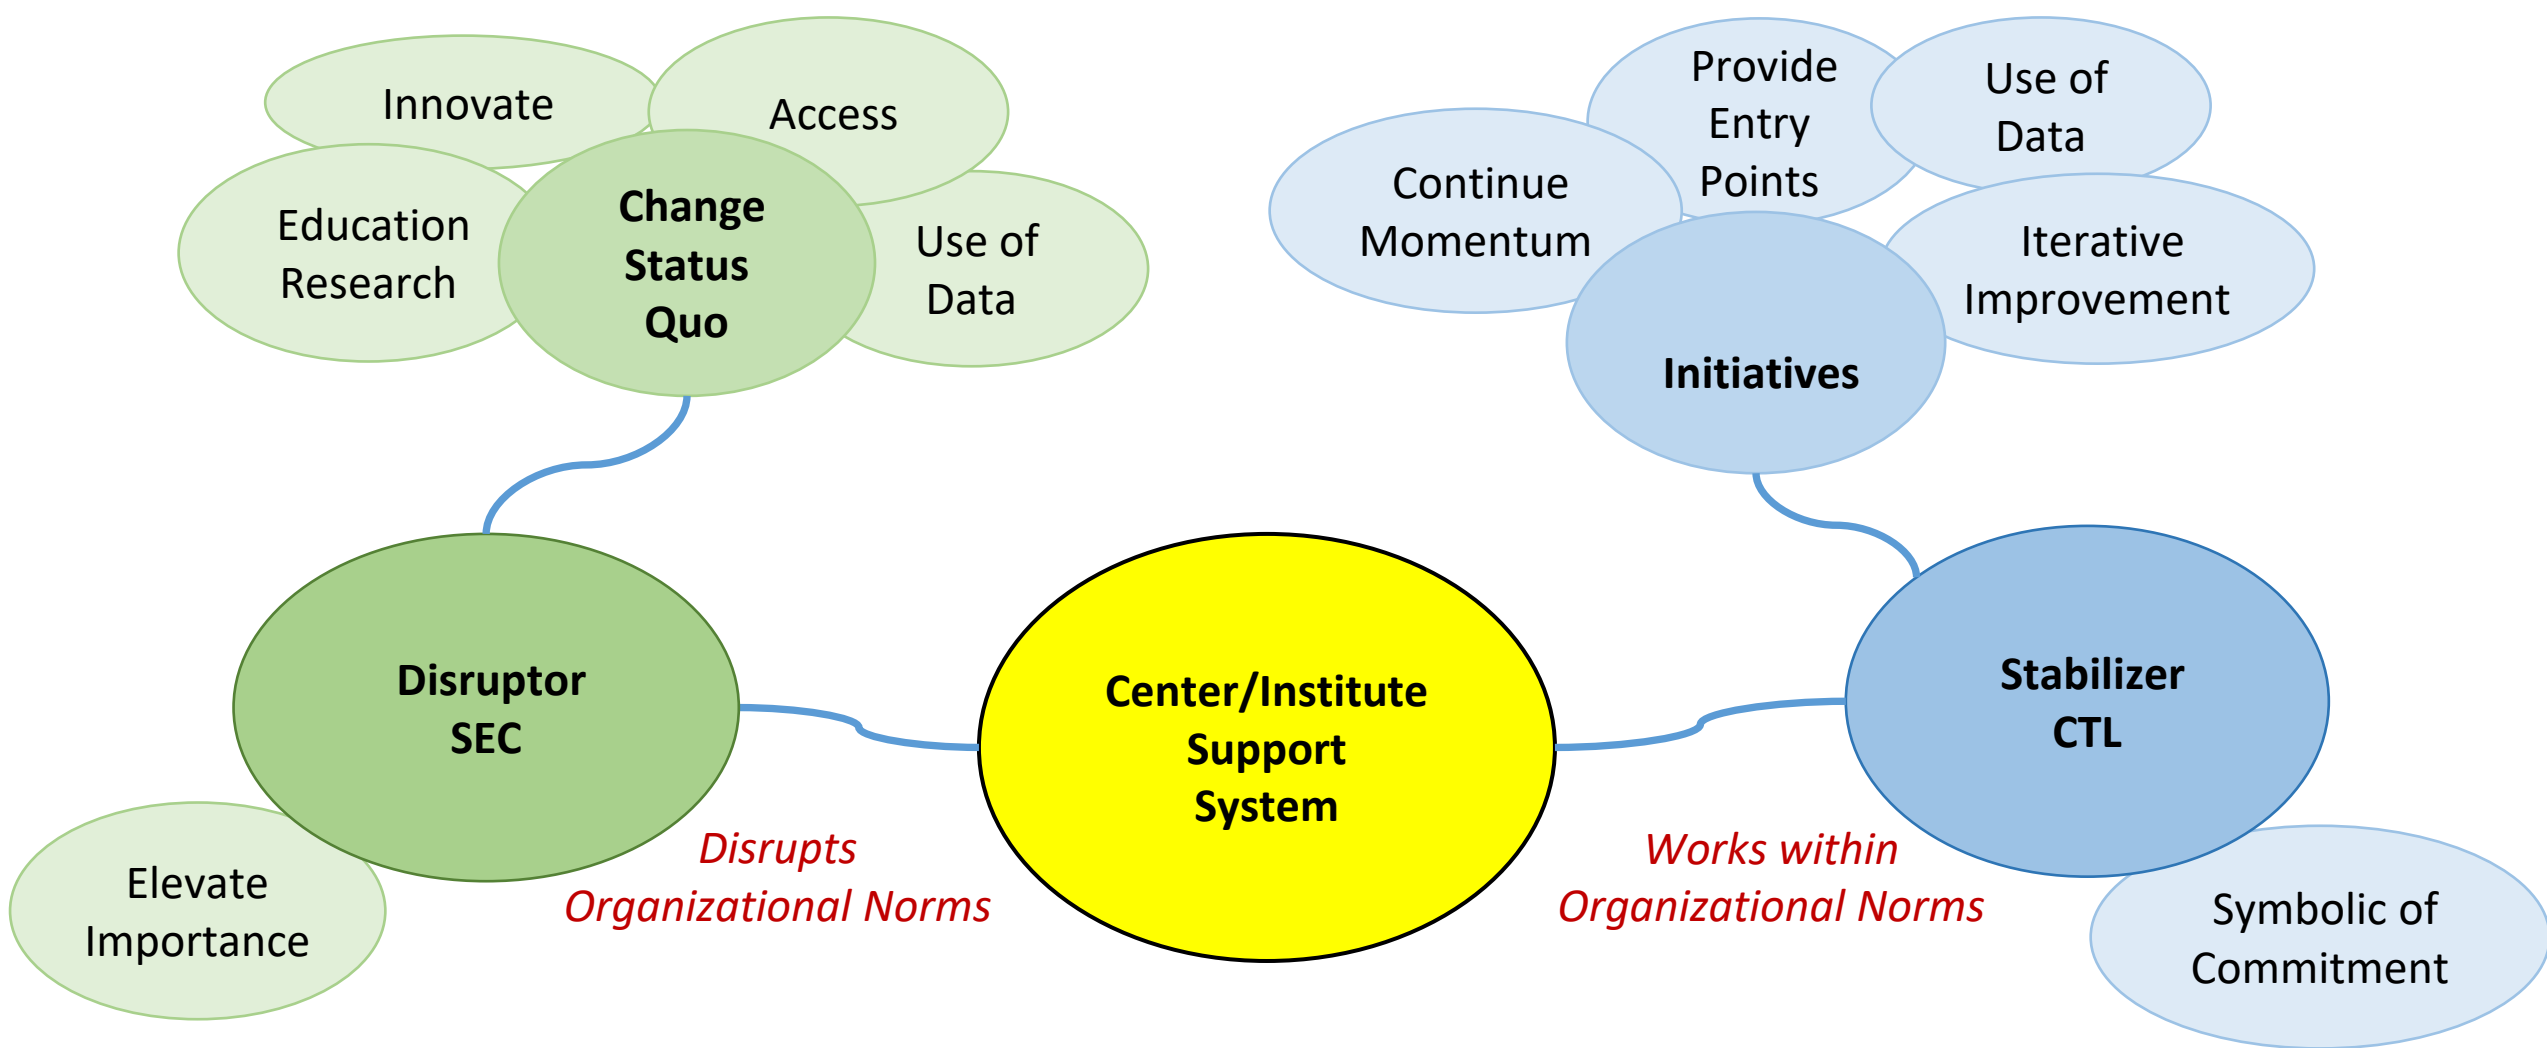 Innovate
Access
Education
Research
Change
Status
Quo
Use of
Data
Provide
Entry
Points
Use of
Data
Continue
Momentum
Iterative
Improvement
Initiatives
Disruptor
SEC
Center/Institute
Support
System
Stabilizer
CTL
Elevate
Importance
Disrupts
Organizational Norms
Works within
Organizational Norms
Symbolic of
Commitment